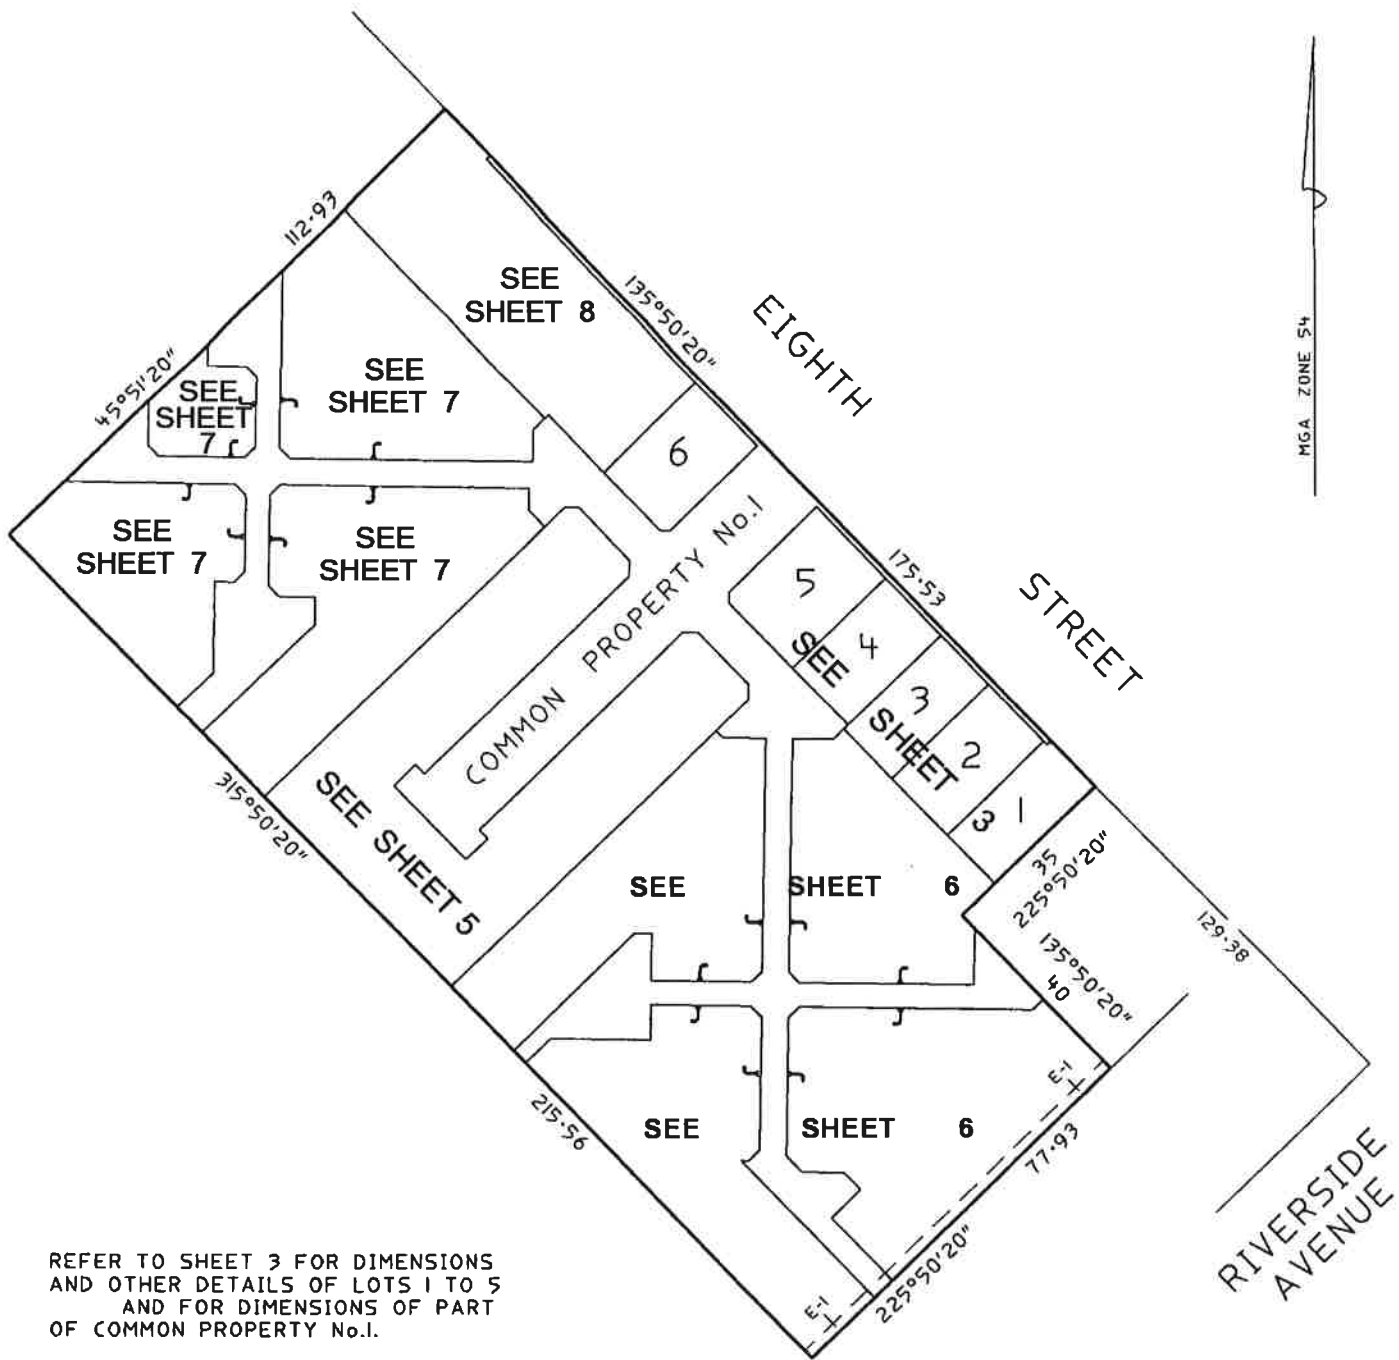 112·93
SEE
SHEET 8
135°50'20"
EIGHTH
MGA ZONE 54
45°51'20"
SEE
SHEET
7
SEE
SHEET 7
6
SEE
SHEET 7
SEE
SHEET 7
COMMON PROPERTY No.1
175·53
STREET
5
4
3
2
1
SEE
SHEET
3
315°50'20"
SEE SHEET 5
SEE SHEET 6
35
225°50'20"
135°50'20"
40
129·38
E-1
SEE SHEET 6
215·56
77·93
225°50'20"
E-1
RIVERSIDE
AVENUE
REFER TO SHEET 3 FOR DIMENSIONS
AND OTHER DETAILS OF LOTS 1 TO 5
AND FOR DIMENSIONS OF PART
OF COMMON PROPERTY No.1.